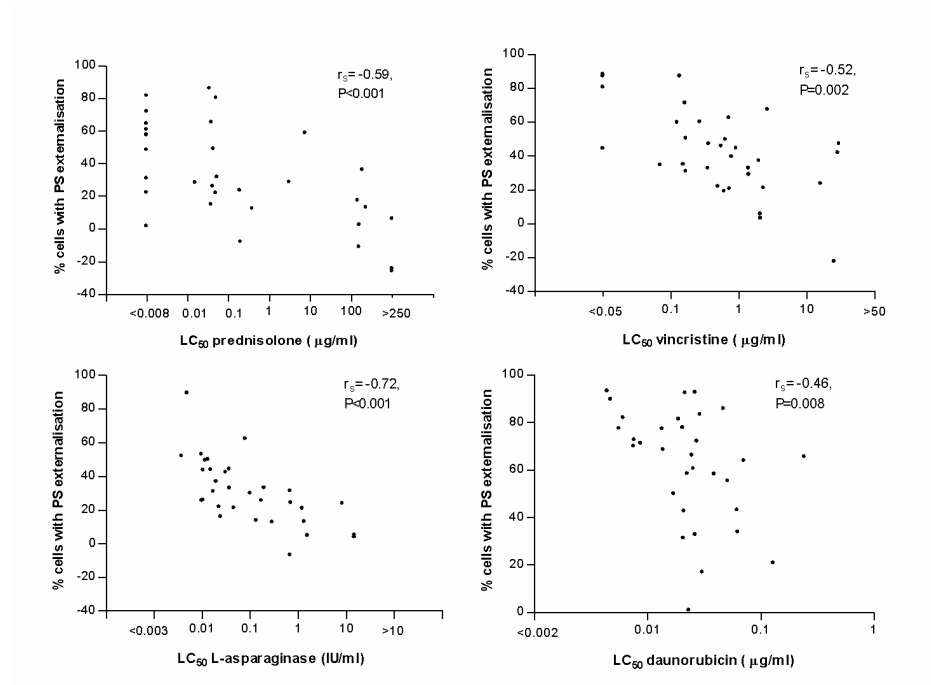 % cells with PS externalisation
100
80
60
40
20
0
-20
-40
rS= -0.59,
P<0.001
<0.008 0.01 0.1 1 10 100 >250
LC50 prednisolone ( µg/ml)
% cells with PS externalisation
100
80
60
40
20
0
-20
-40
rS= -0.52,
P=0.002
<0.05 0.1 1 10 >50
LC50 vincristine ( µg/ml)
% cells with PS externalisation
100
80
60
40
20
0
-20
-40
rS= -0.72,
P<0.001
<0.003 0.01 0.1 1 10 >10
LC50 L-asparaginase (IU/ml)
% cells with PS externalisation
100
80
60
40
20
0
rS= -0.46,
P=0.008
<0.002 0.01 0.1 1
LC50 daunorubicin ( µg/ml)